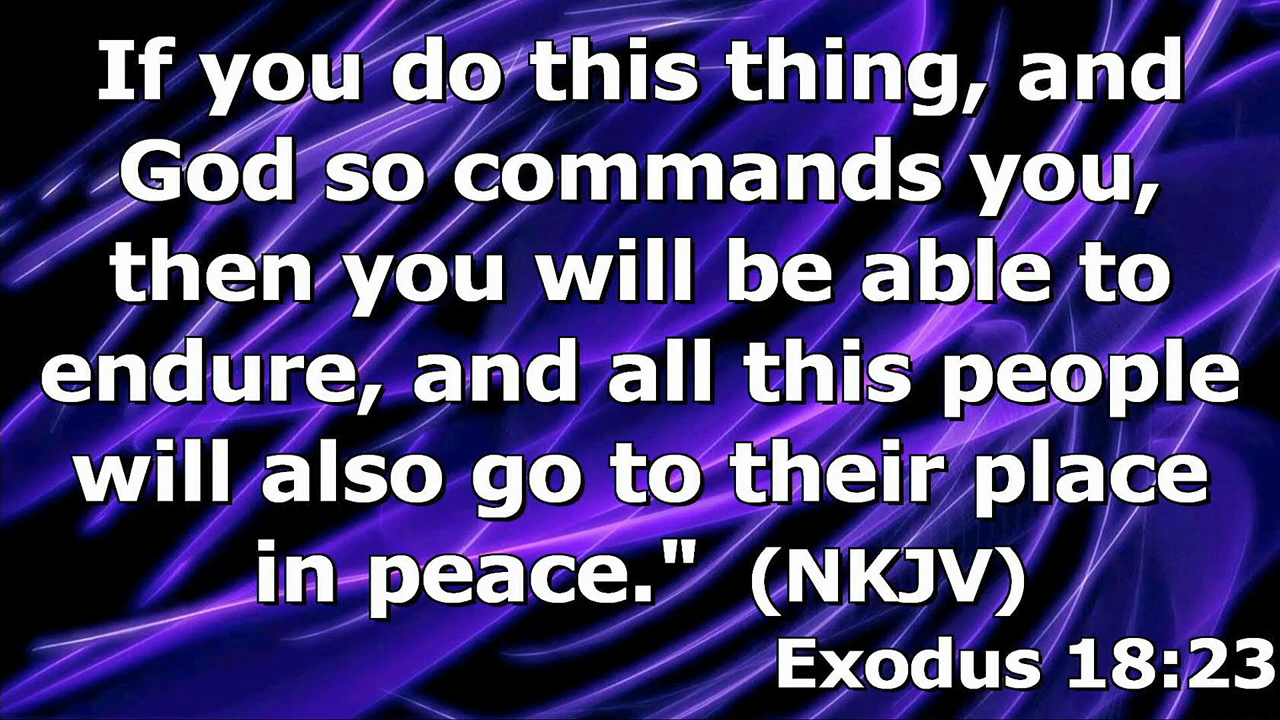 If you do this thing, and
God so commands you,
then you will be able to
endure, and all this people
will also go to their place
in peace." (NKJV)
Exodus 18:23